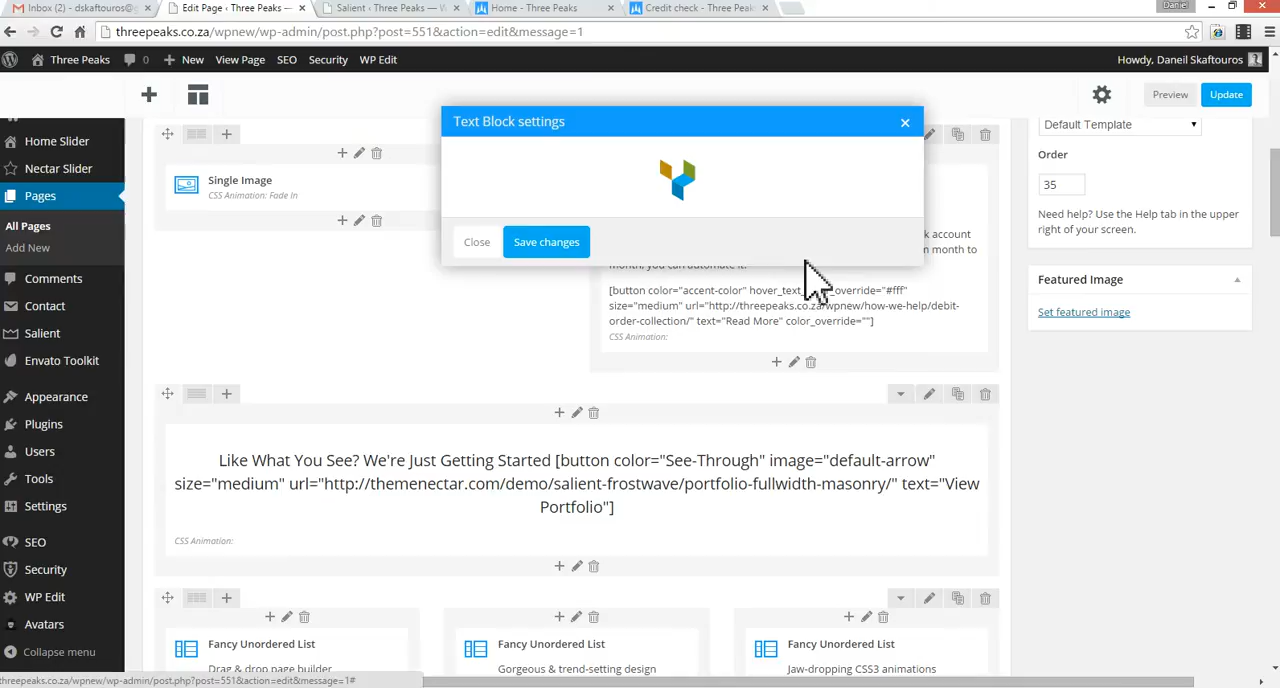 Inbox (2) - dskaftouros@g
Edit Page ‹ Three Peaks —
Salient ‹ Three Peaks — W
Home - Three Peaks
Credit check - Three Peaks
Daniel
threepeaks.co.za/wpnew/wp-admin/post.php?post=551&action=edit&message=1
Three Peaks
0
New
View Page
SEO
Security
WP Edit
Howdy, Daneil Skaftouros
Preview
Update
Home Slider
Nectar Slider
Pages
All Pages
Add New
Comments
Contact
Salient
Envato Toolkit
Appearance
Plugins
Users
Tools
Settings
SEO
Security
WP Edit
Avatars
Collapse menu
Single Image
CSS Animation: Fade In
Text Block settings
Close
Save changes
k account
m month to
month, you can automate it.
[button color="accent-color" hover_text_
override="#fff"
size="medium" url="http://threepeaks.co.za/wpnew/how-we-help/debit-
order-collection/" text="Read More" color_override=""]
CSS Animation:
Like What You See? We're Just Getting Started [button color="See-Through" image="default-arrow"
size="medium" url="http://themenectar.com/demo/salient-frostwave/portfolio-fullwidth-masonry/" text="View
Portfolio"]
CSS Animation:
Fancy Unordered List
Drag & drop page builder
Fancy Unordered List
Gorgeous & trend-setting design
Fancy Unordered List
Jaw-dropping CSS3 animations
Default Template
Order
35
Need help? Use the Help tab in the upper
right of your screen.
Featured Image
Set featured image
threepeaks.co.za/wpnew/wp-admin/post.php?post=551&action=edit&message=1#